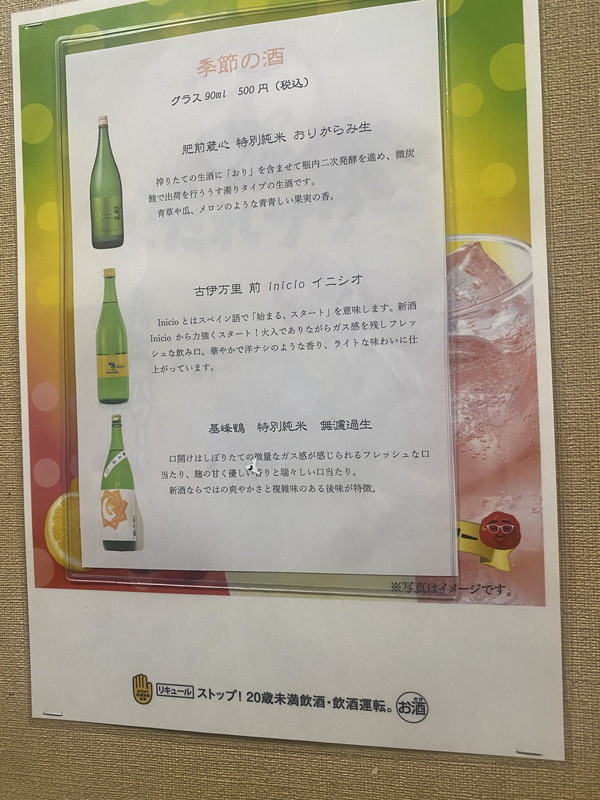 季節の酒
グラス90ml 500円（税込）
肥前蔵心 特別純米 おりがらみ生
搾りたての生酒に「おり」を含ませて瓶内二次発酵を進め、微炭
酸で出荷を行ううす濁りタイプの生酒です。
青草や瓜、メロンのような青青しい果実の香。
古伊万里 前 inicio イニシオ
Inicio とはスペイン語で「始まる、スタート」を意味します。新酒
Inicio から力強くスタート！火入でありながらガス感を残しフレッ
シュな飲み口。華やかで洋ナシのような香り、ライトな味わいに仕
上がっています。
基峰鶴 特別純米 無濾過生
口開けはしぼりたての微量なガス感が感じられるフレッシュな口
当たり、麹の甘く優しい香りと瑞々しい口当たり。
新酒ならではの爽やかさと複雑味のある後味が特徴。
※写真はイメージです。
リキュール ストップ！20歳未満飲酒・飲酒運転。 お酒